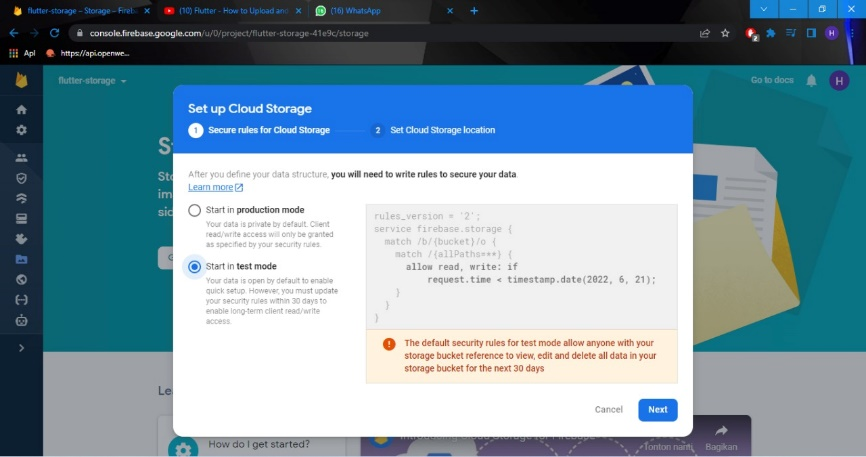 flutter-storage – Storage – Fireb
(10) Flutter - How to Upload and
(16) WhatsApp
console.firebase.google.com/u/0/project/flutter-storage-41e9c/storage
Apl
https://api.openwe...
flutter-storage
Go to docs
H
Set up Cloud Storage
1 Secure rules for Cloud Storage
2 Set Cloud Storage location
After you define your data structure, you will need to write rules to secure your data
Learn more
Start in production mode
Your data is private by default. Client
read/write access will only be granted
as specified by your security rules.
Start in test mode
Your data is open by default to enable
quick setup. However, you must update
your security rules within 30 days to
enable long-term client read/write
access.
rules_version = '2';
service firebase.storage {
match /b/{bucket}/o {
match /{allPaths=**} {
allow read, write: if
request.time < timestamp.date(2022, 6, 21);
}
}
}
The default security rules for test mode allow anyone with your
storage bucket reference to view, edit and delete all data in your
storage bucket for the next 30 days
Cancel
Next
How do I get started?
Introducing Cloud Storage for Firebase
Tonton nanti
Bagikan